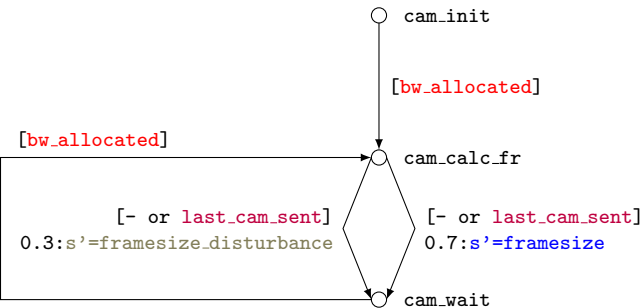 cam_init
[bw_allocated]
[bw_allocated]
cam_calc_fr
[- or last_cam_sent]
0.3:s'=framesize_disturbance
[- or last_cam_sent]
0.7:s'=framesize
cam_wait